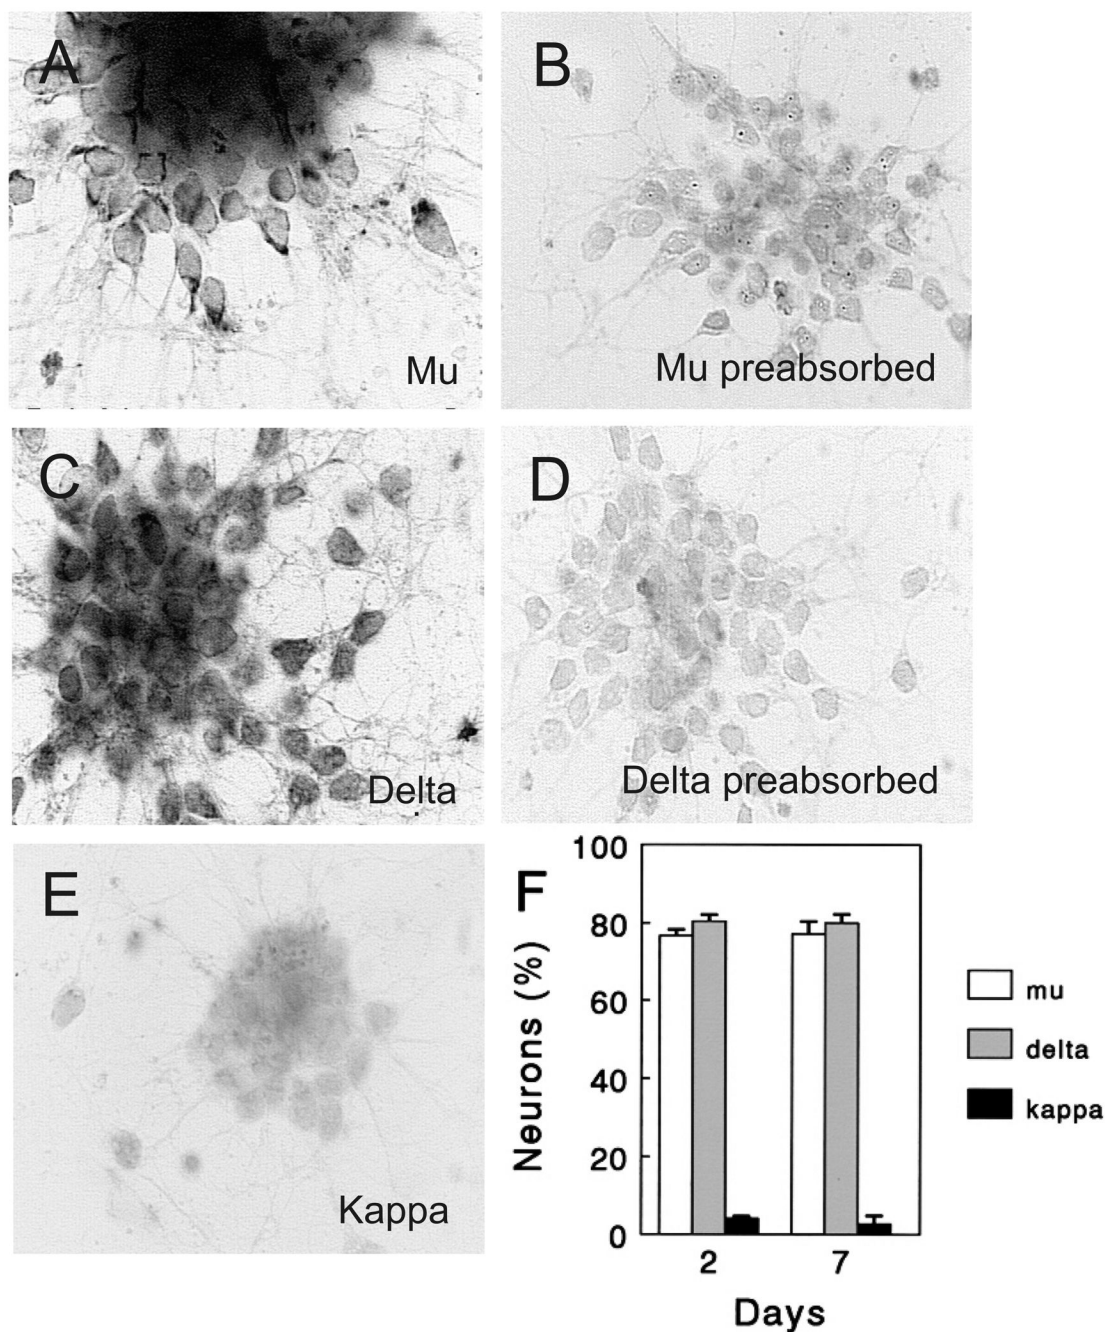 A
Mu
B
Mu preabsorbed
C
Delta
D
Delta preabsorbed
E
Kappa
F
100
80
60
40
20
0
Neurons (%)
2 7
Days
mu
delta
kappa